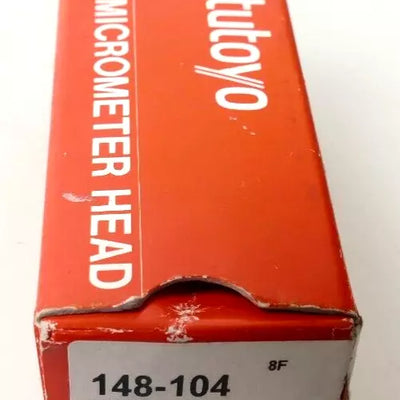 tutoyo
MICROMETER HEAD
8F
148-104